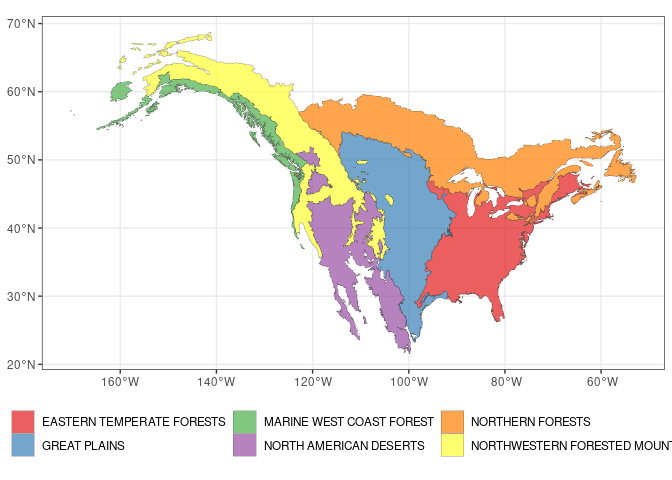 70°N
60°N
50°N
40°N
30°N
20°N
160°W 140°W 120°W 100°W 80°W 60°W
EASTERN TEMPERATE FORESTS MARINE WEST COAST FOREST NORTHERN FORESTS
GREAT PLAINS NORTH AMERICAN DESERTS NORTHWESTERN FORESTED MOUNT